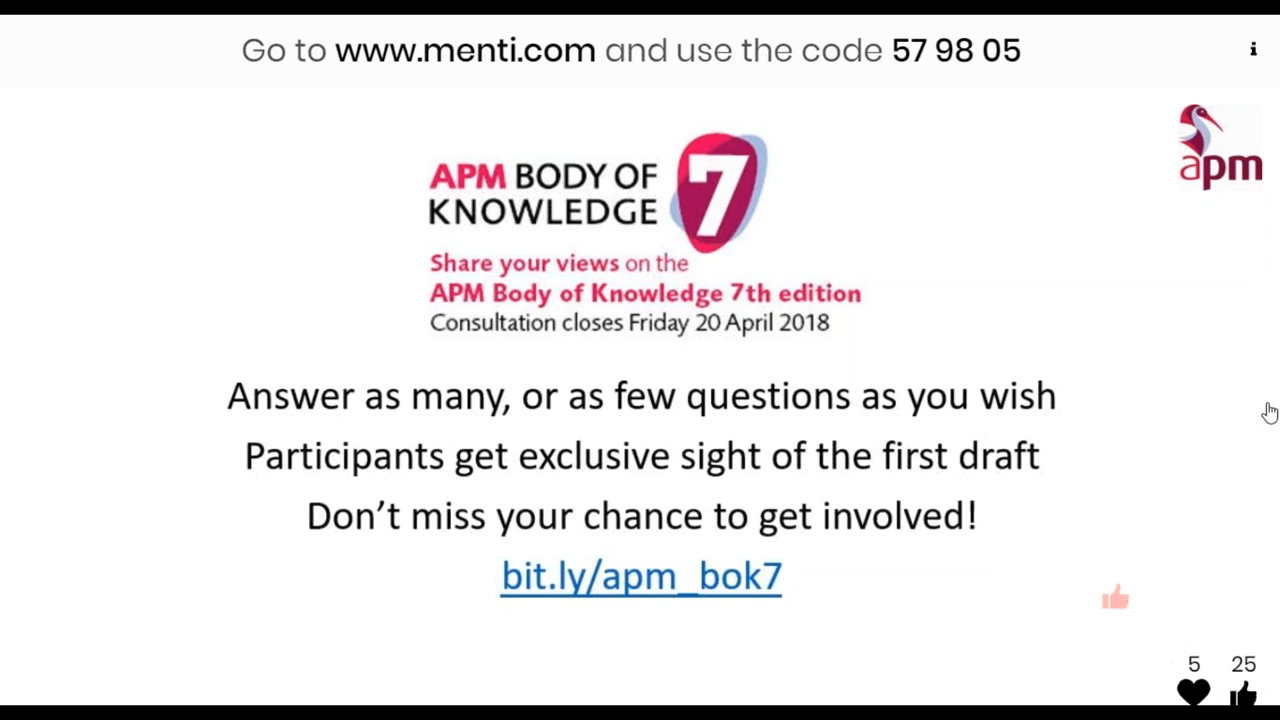 Go to www.menti.com and use the code 57 98 05
i
apm
APM BODY OF
KNOWLEDGE
7
Share your views on the
APM Body of Knowledge 7th edition
Consultation closes Friday 20 April 2018
Answer as many, or as few questions as you wish
Participants get exclusive sight of the first draft
Don’t miss your chance to get involved!
bit.ly/apm_bok7
5 25